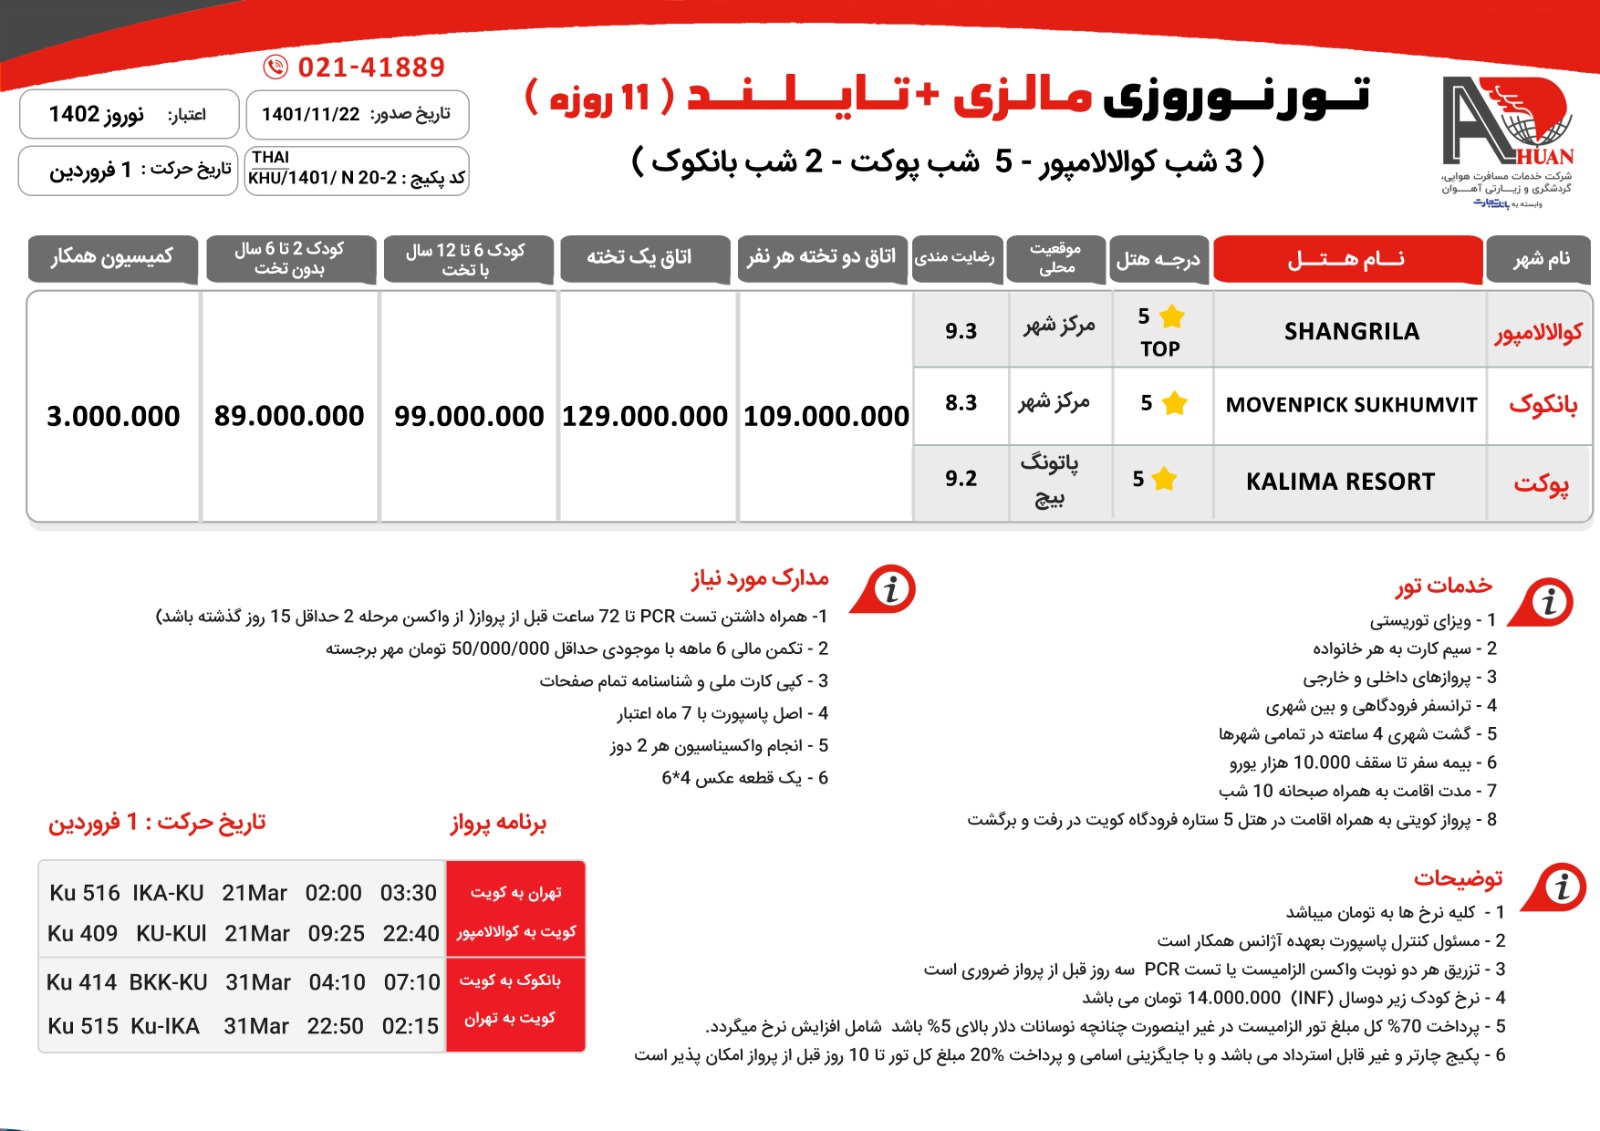 021-41889
تاریخ صدور: 1401/11/22
اعتبار: نوروز 1402
THAI
کد پکیج : KHU/1401/ N 20-2
تاریخ حرکت : 1 فروردین
تور نوروزی مالزی + تایلند ( 11 روزه )
( 3 شب کوالالامپور - 5 شب پوکت - 2 شب بانکوک )
AHUAN
شرکت خدمات مسافرت هوایی،
گردشگری و زیـارتی آهـوان
وابسته به بانک تجارت
نام شهر	نـام هـتـل	درجـه هتل	موقعیت محلی	رضایت مندی	اتاق دو تخته هر نفر	اتاق یک تخته	کودک 6 تا 12 سال با تخت	کودک 2 تا 6 سال بدون تخت	کمیسیون همکار
کوالالامپور	SHANGRILA	5 TOP	مرکز شهر	9.3
بانکوک	MOVENPICK SUKHUMVIT	5	مرکز شهر	8.3
پوکت	KALIMA RESORT	5	پاتونگ بیچ	9.2
109.000.000	129.000.000	99.000.000	89.000.000	3.000.000
خدمات تور
1 - ویزای توریستی
2 - سیم کارت به هر خانواده
3 - پروازهای داخلی و خارجی
4 - ترانسفر فرودگاهی و بین شهری
5 - گشت شهری 4 ساعته در تمامی شهرها
6 - بیمه سفر تا سقف 10.000 هزار یورو
7 - مدت اقامت به همراه صبحانه 10 شب
8 - پرواز کویتی به همراه اقامت در هتل 5 ستاره فرودگاه کویت در رفت و برگشت
مدارک مورد نیاز
1- همراه داشتن تست PCR تا 72 ساعت قبل از پرواز( از واکسن مرحله 2 حداقل 15 روز گذشته باشد)
2 - تکمن مالی 6 ماهه با موجودی حداقل 50/000/000 تومان مهر برجسته
3 - کپی کارت ملی و شناسنامه تمام صفحات
4 - اصل پاسپورت با 7 ماه اعتبار
5 - انجام واکسیناسیون هر 2 دوز
6 - یک قطعه عکس 4*6
توضیحات
1 - کلیه نرخ ها به تومان میباشد
2 - مسئول کنترل پاسپورت بعهده آژانس همکار است
3 - تزریق هر دو نوبت واکسن الزامیست یا تست PCR سه روز قبل از پرواز ضروری است
4 - نرخ کودک زیر دوسال (INF) 14.000.000 تومان می باشد
5 - پرداخت 70% کل مبلغ تور الزامیست در غیر اینصورت چنانچه نوسانات دلار بالای 5% باشد شامل افزایش نرخ میگردد.
6 - پکیج چارتر و غیر قابل استرداد می باشد و با جایگزینی اسامی و پرداخت 20% مبلغ کل تور تا 10 روز قبل از پرواز امکان پذیر است
برنامه پرواز	تاریخ حرکت : 1 فروردین
تهران به کویت	Ku 516 IKA-KU 21Mar 02:00 03:30
کویت به کوالالامپور	Ku 409 KU-KUl 21Mar 09:25 22:40
بانکوک به کویت	Ku 414 BKK-KU 31Mar 04:10 07:10
کویت به تهران	Ku 515 Ku-IKA 31Mar 22:50 02:15